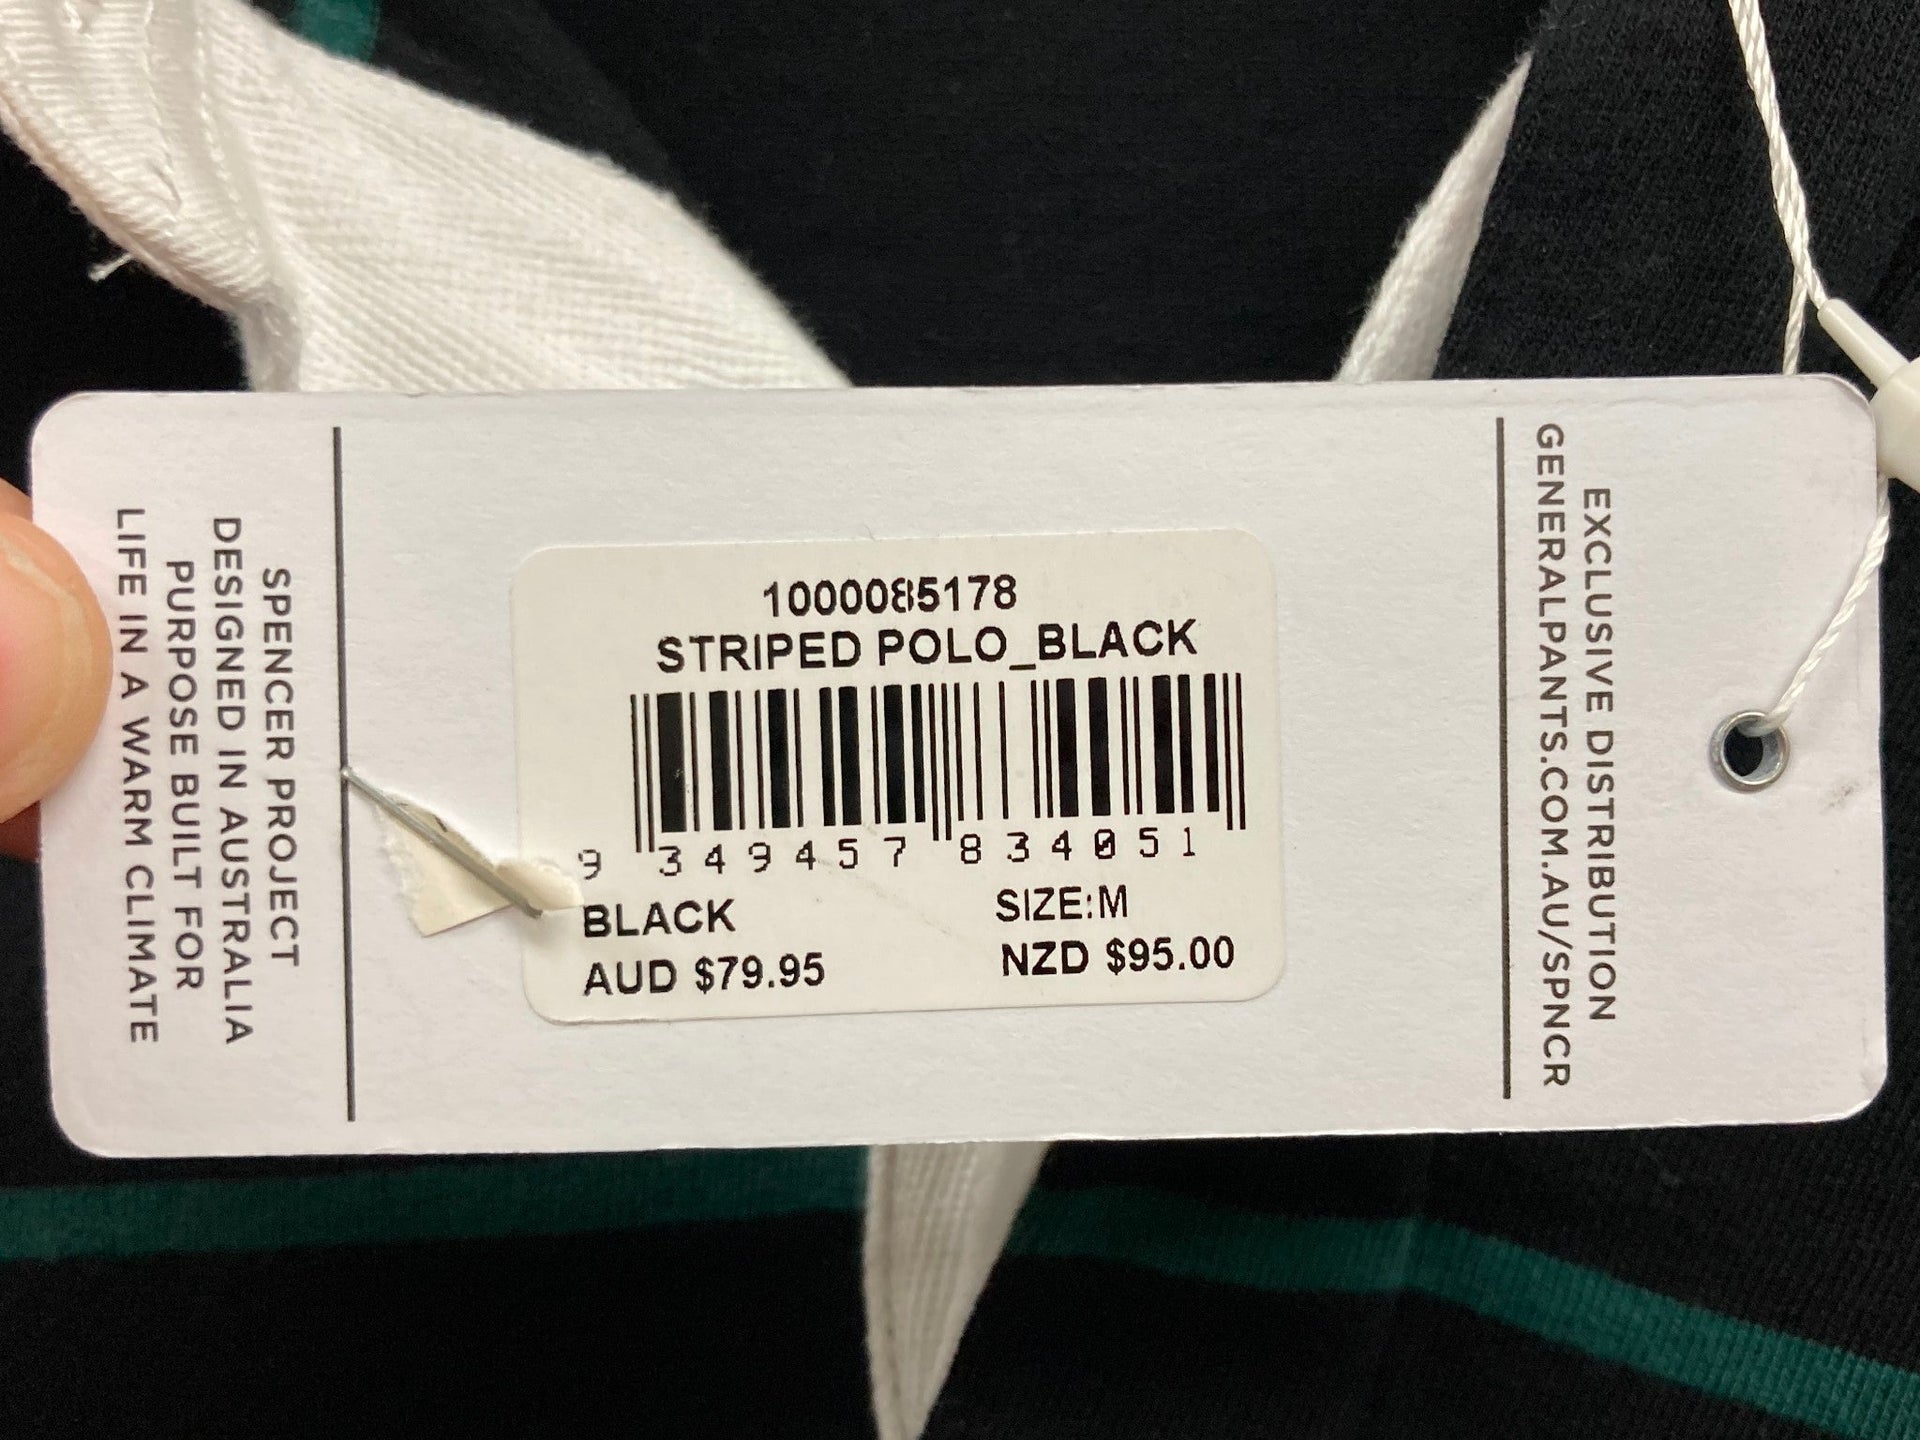 SPENCER PROJECT
DESIGNED IN AUSTRALIA
PURPOSE BUILT FOR
LIFE IN A WARM CLIMATE
1000085178
STRIPED POLO_BLACK
9 349457 834051
BLACK SIZE:M
AUD $79.95 NZD $95.00
EXCLUSIVE DISTRIBUTION
GENERALPANTS.COM.AU/SPNCR